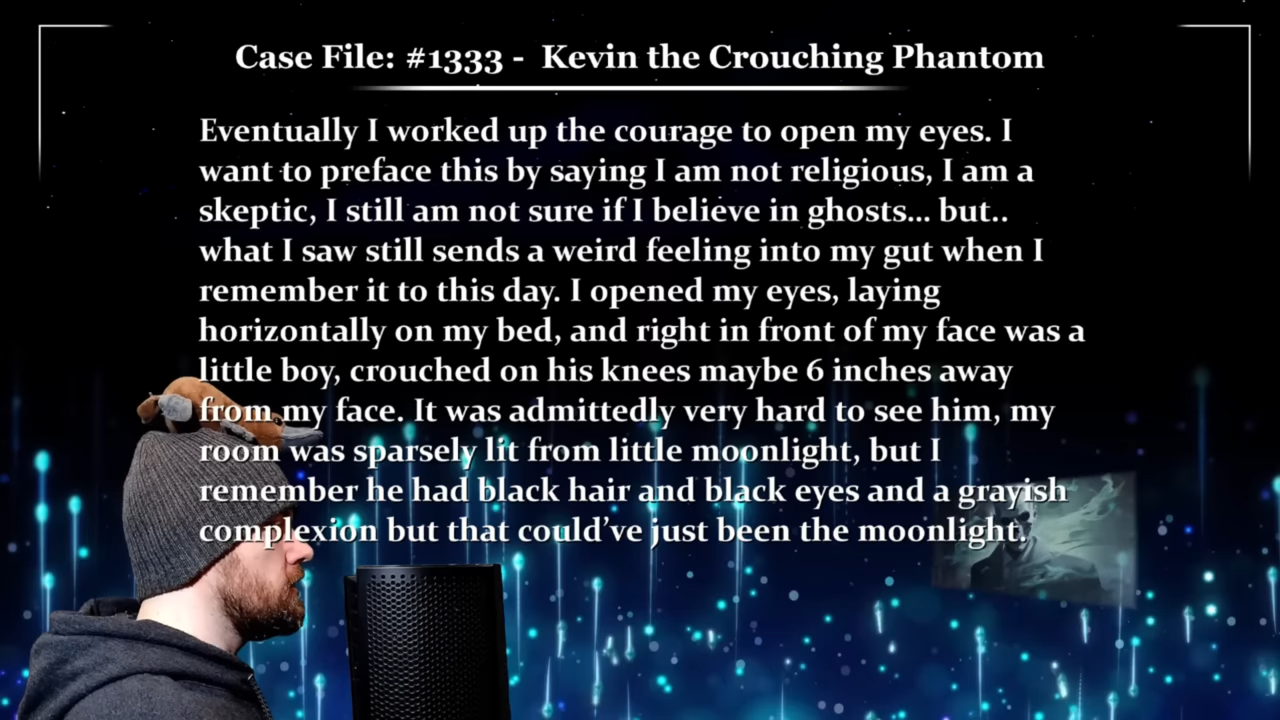 Case File: #1333 - Kevin the Crouching Phantom
Eventually I worked up the courage to open my eyes. I
want to preface this by saying I am not religious, I am a
skeptic, I still am not sure if I believe in ghosts... but..
what I saw still sends a weird feeling into my gut when I
remember it to this day. I opened my eyes, laying
horizontally on my bed, and right in front of my face was a
little boy, crouched on his knees maybe 6 inches away
from my face. It was admittedly very hard to see him, my
room was sparsely lit from little moonlight, but I
remember he had black hair and black eyes and a grayish
complexion but that could’ve just been the moonlight.